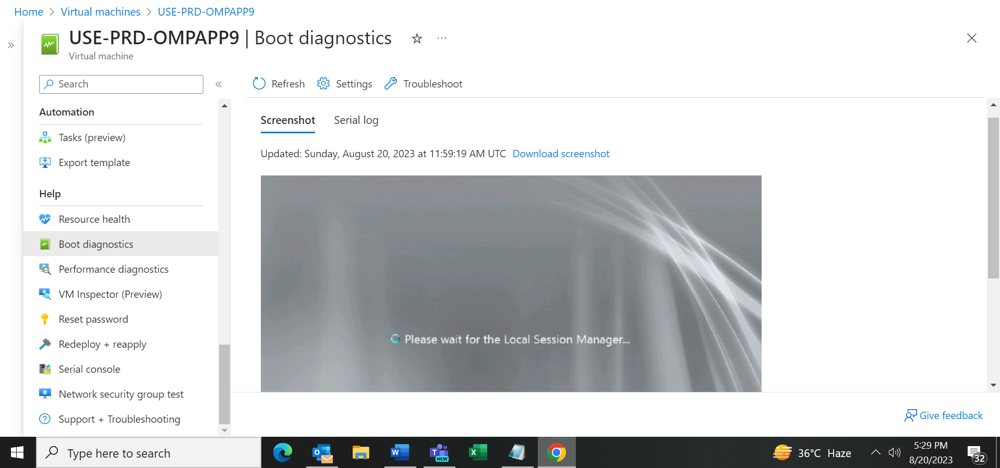 Home > Virtual machines > USE-PRD-OMPAPP9
USE-PRD-OMPAPP9 | Boot diagnostics ☆ ···
Virtual machine
Search
Refresh Settings Troubleshoot
Automation
Tasks (preview)
Export template
Help
Resource health
Boot diagnostics
Performance diagnostics
VM Inspector (Preview)
Reset password
Redeploy + reapply
Serial console
Network security group test
Support + Troubleshooting
Screenshot Serial log
Updated: Sunday, August 20, 2023 at 11:59:19 AM UTC Download screenshot
Please wait for the Local Session Manager...
Give feedback
Type here to search
NEW
36°C Haze
5:29 PM
8/20/2023
32